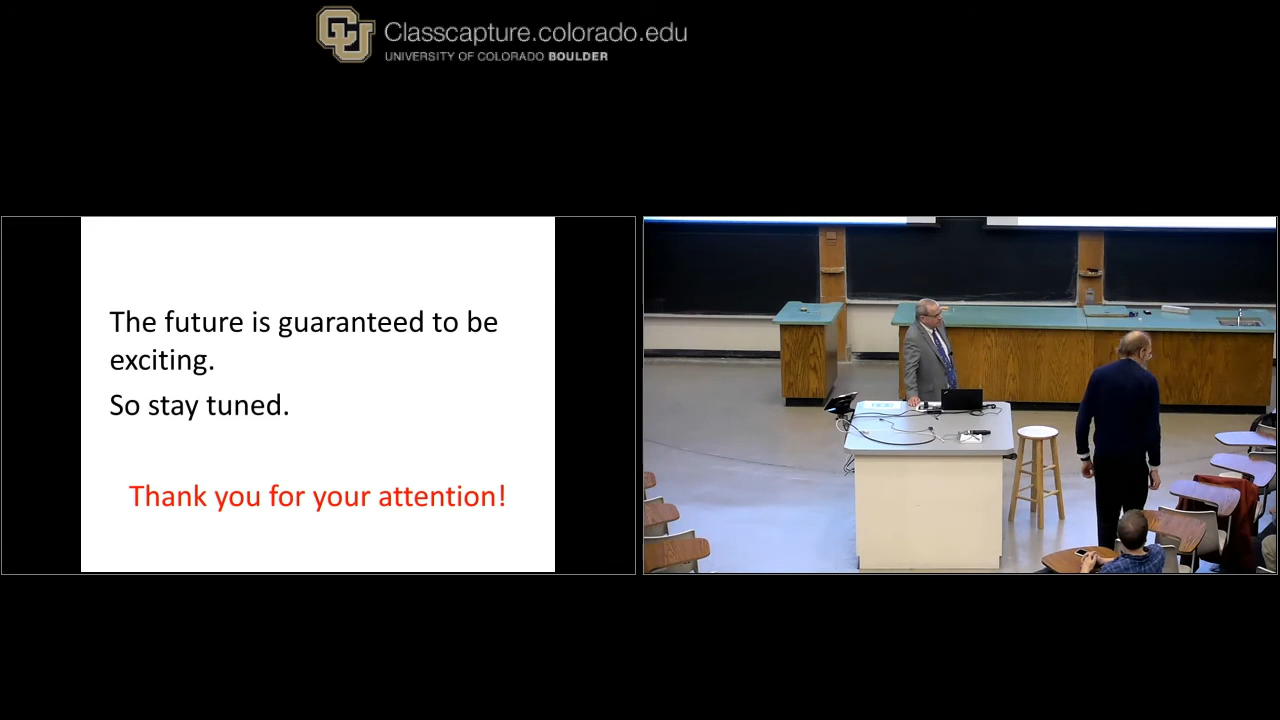 Classcapture.colorado.edu
UNIVERSITY OF COLORADO BOULDER
The future is guaranteed to be
exciting.
So stay tuned.
Thank you for your attention!